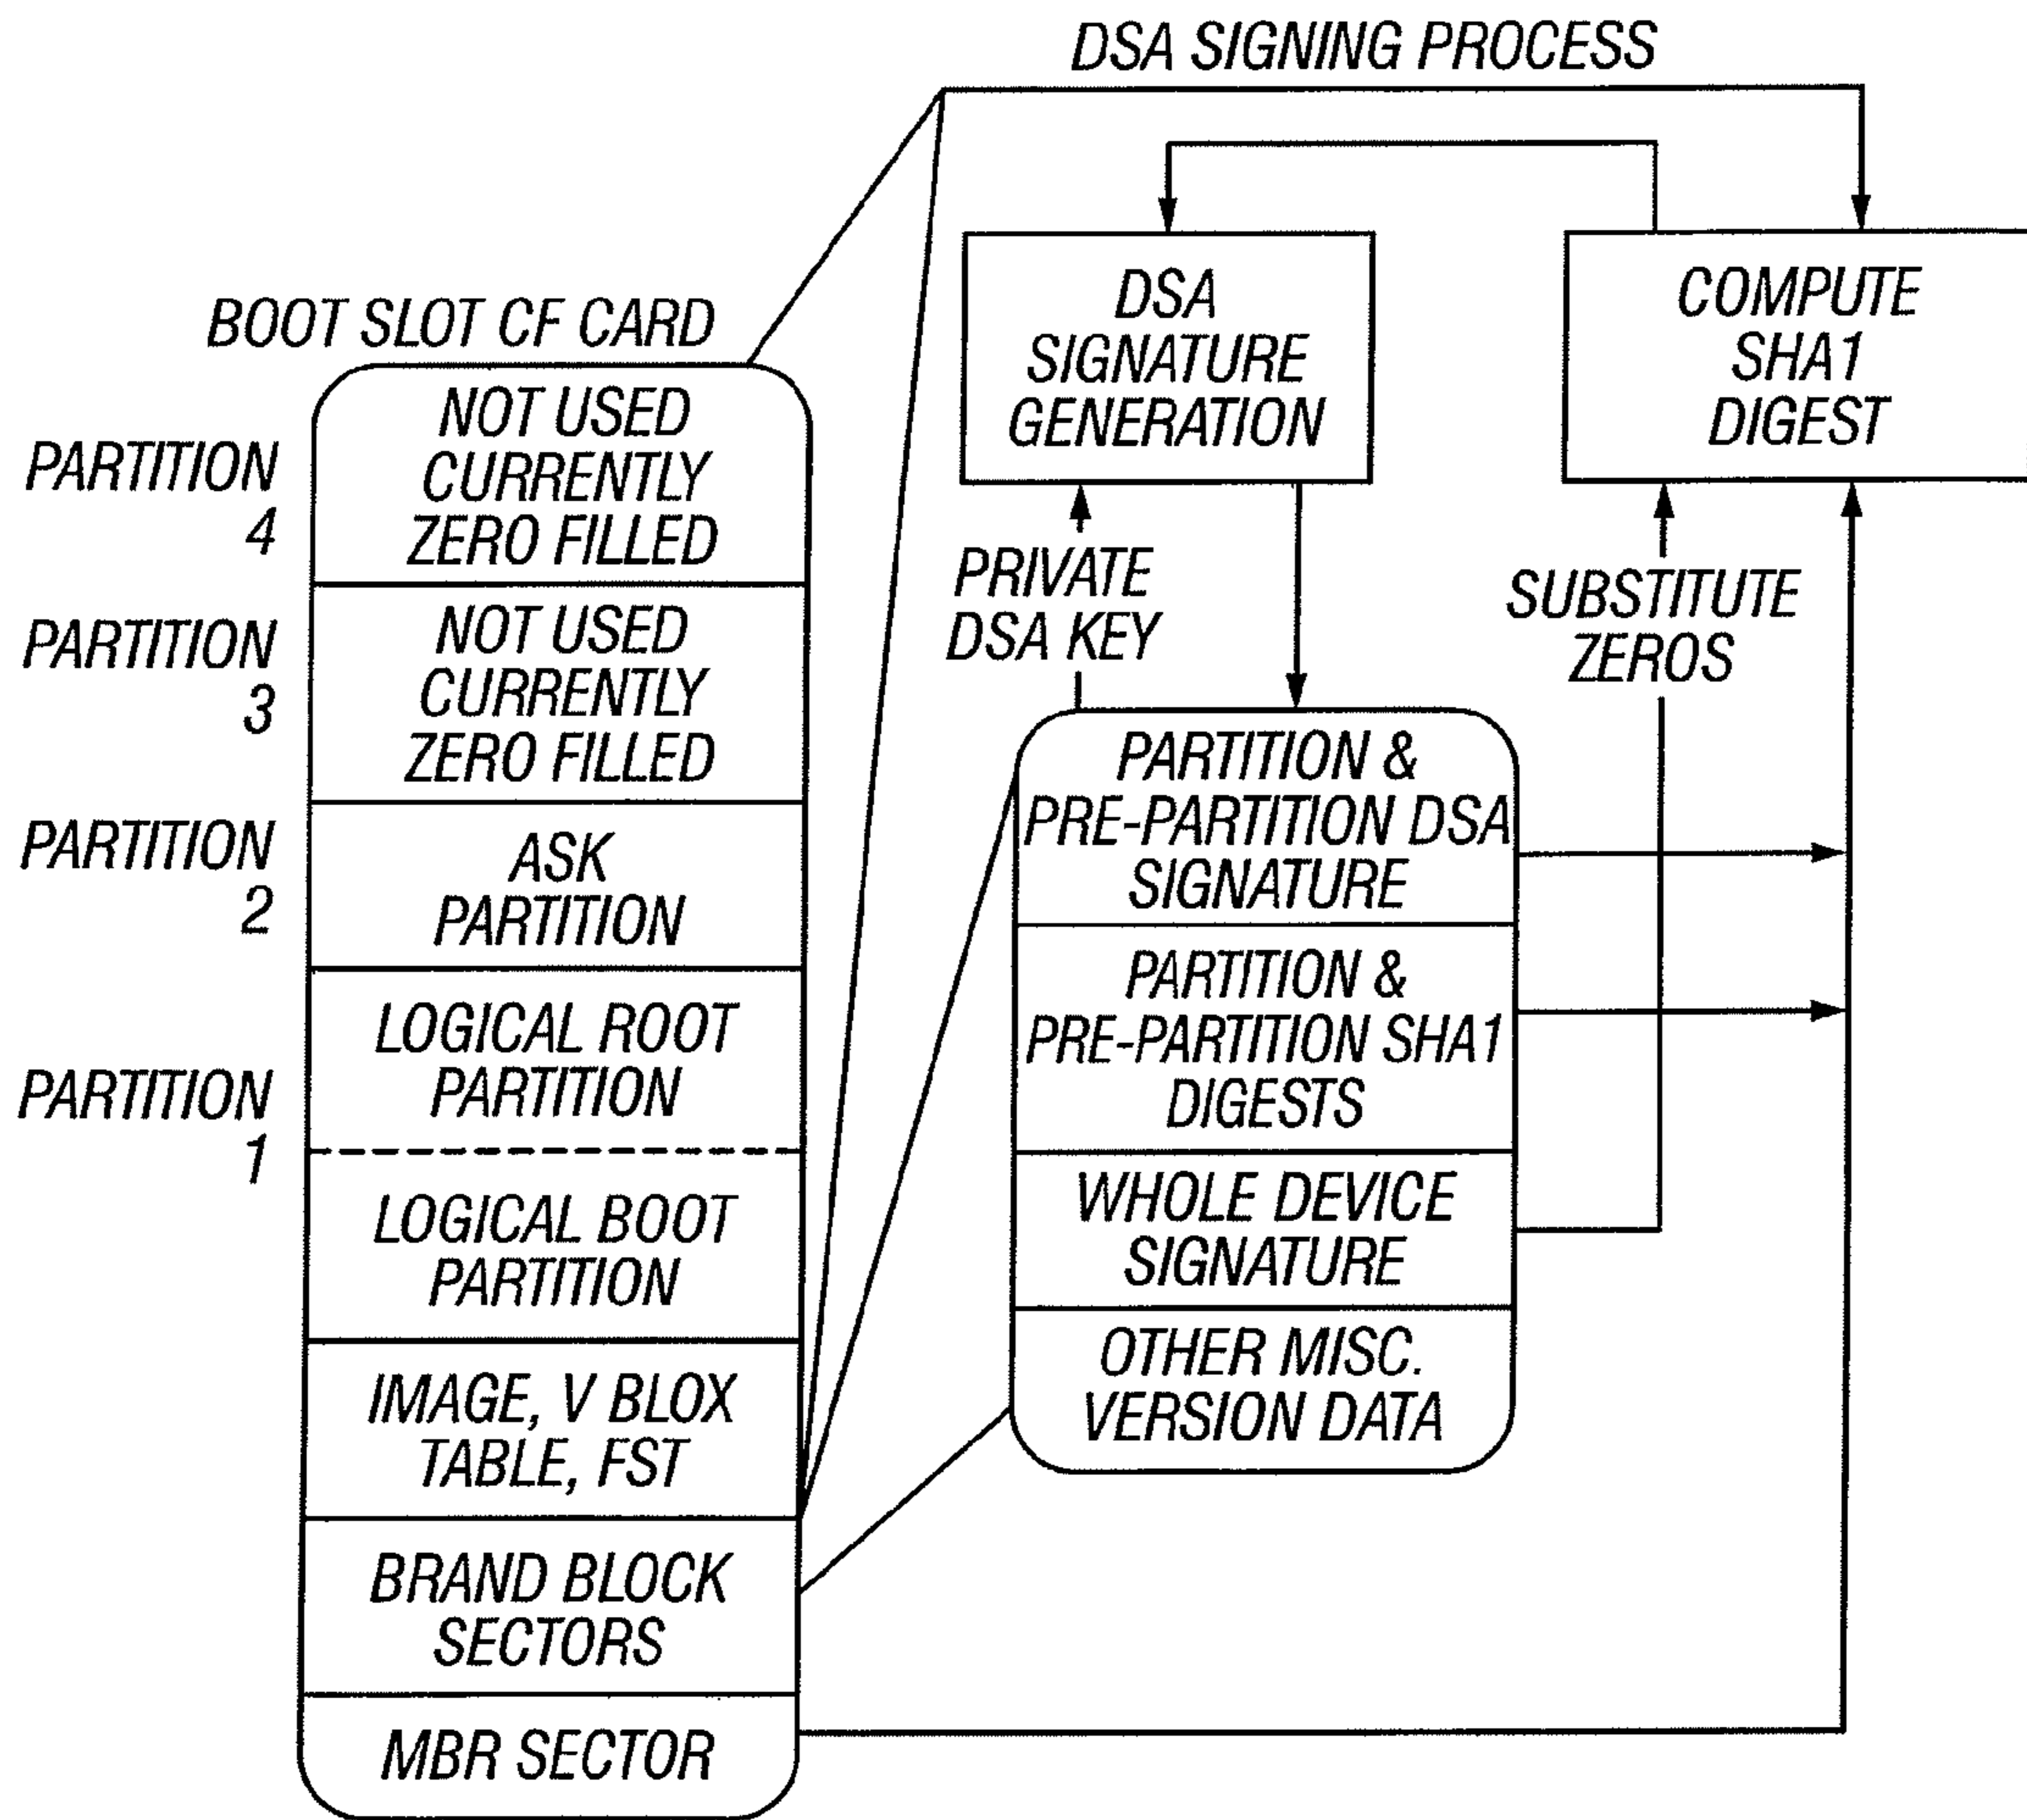 DSA SIGNING PROCESS
BOOT SLOT CF CARD
PARTITION
4
NOT USED
CURRENTLY
ZERO FILLED
PARTITION
3
NOT USED
CURRENTLY
ZERO FILLED
PARTITION
2
ASK
PARTITION
PARTITION
1
LOGICAL ROOT
PARTITION
LOGICAL BOOT
PARTITION
IMAGE, V BLOX
TABLE, FST
BRAND BLOCK
SECTORS
MBR SECTOR
DSA
SIGNATURE
GENERATION
COMPUTE
SHA1
DIGEST
PRIVATE
DSA KEY
SUBSTITUTE
ZEROS
PARTITION &
PRE-PARTITION DSA
SIGNATURE
PARTITION &
PRE-PARTITION SHA1
DIGESTS
WHOLE DEVICE
SIGNATURE
OTHER MISC.
VERSION DATA